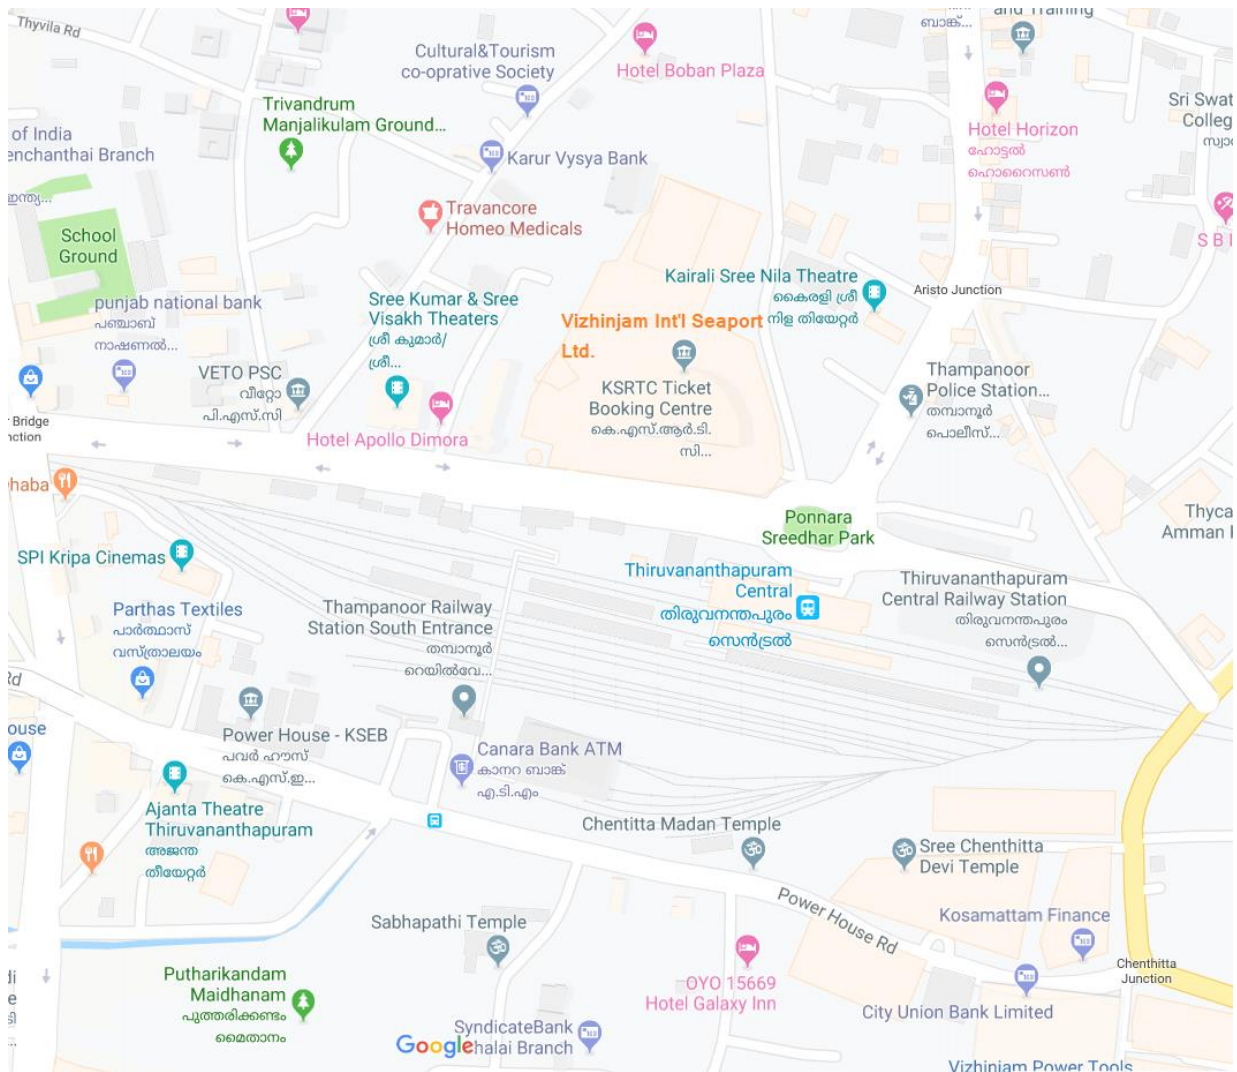 Thyvila Rd
Cultural&Tourism
co-oprative Society
Hotel Boban Plaza
ബാങ്ക്...
and Training
Trivandrum
Manjalikulam Ground...
Hotel Horizon
ഹോട്ടൽ
ഹൊറൈസൺ
Sri Swat
Colleg
of India
enchanthai Branch
Karur Vysya Bank
Travancore
Homeo Medicals
School
Ground
S B I
Kairali Sree Nila Theatre
കൈരളി ശ്രീ
നിള തിയേറ്റർ
Aristo Junction
punjab national bank
പഞ്ചാബ്
നാഷണൽ...
Sree Kumar & Sree
Visakh Theaters
ശ്രീ കുമാർ/
ശ്രീ...
Vizhinjam Int'l Seaport
Ltd.
VETO PSC
വീറ്റോ
പി.എസ്.സി
KSRTC Ticket
Booking Centre
കെ.എസ്.ആർ.ടി.
സി...
Thampanoor
Police Station...
തമ്പാനൂർ
പൊലീസ്...
Bridge
nction
Hotel Apollo Dimora
haba
Ponnara
Sreedhar Park
Thyca
Amman
SPI Kripa Cinemas
Thiruvananthapuram
Central
തിരുവനന്തപുരം
സെൻട്രൽ
Thiruvananthapuram
Central Railway Station
തിരുവനന്തപുരം
സെൻട്രൽ...
Parthas Textiles
പാർത്ഥാസ്
വസ്ത്രാലയം
Thampanoor Railway
Station South Entrance
തമ്പാനൂർ
റെയിൽവേ...
Rd
ouse
Power House - KSEB
പവർ ഹൗസ്
കെ.എസ്.ഇ...
Canara Bank ATM
കാനറ ബാങ്ക്
എ.ടി.എം
Ajanta Theatre
Thiruvananthapuram
അജന്ത
തീയേറ്റർ
Chentitta Madan Temple
Sree Chenthitta
Devi Temple
Power House Rd
Kosamattam Finance
Sabhapathi Temple
Chenthitta
Junction
Putharikandam
Maidhanam
പുത്തരിക്കണ്ടം
മൈതാനം
OYO 15669
Hotel Galaxy Inn
City Union Bank Limited
SyndicateBank
Google halai Branch
Vizhinjam Power Tools